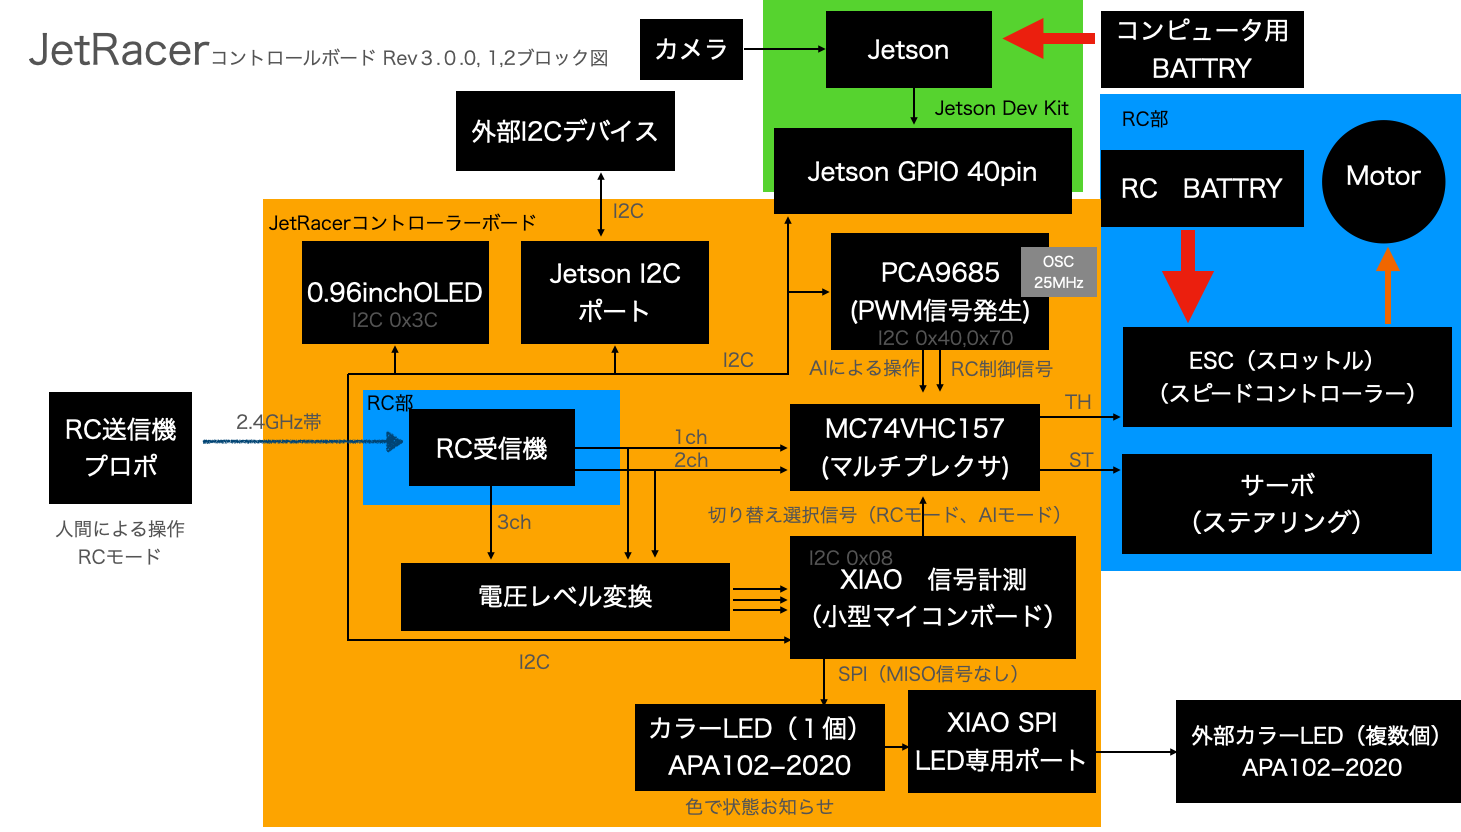 JetRacerコントロールボード Rev３.０.0, 1,2ブロック図
カメラ
Jetson
コンピュータ用
BATTRY
Jetson Dev Kit
外部I2Cデバイス
Jetson GPIO 40pin
RC部
RC　BATTRY
Motor
I2C
JetRacerコントローラーボード
0.96inchOLED
I2C 0x3C
Jetson I2C
ポート
PCA9685
(PWM信号発生)
I2C 0x40,0x70
OSC
25MHz
I2C
AIによる操作
RC制御信号
ESC（スロットル）
（スピードコントローラー）
RC送信機
プロポ
2.4GHz帯
RC部
RC受信機
1ch
2ch
MC74VHC157
(マルチプレクサ)
TH
ST
サーボ
（ステアリング）
人間による操作
RCモード
3ch
切り替え選択信号（RCモード、AIモード）
電圧レベル変換
I2C 0x08
XIAO　信号計測
（小型マイコンボード）
I2C
SPI（MISO信号なし）
カラーLED（１個）
APA102−2020
XIAO SPI
LED専用ポート
外部カラーLED（複数個）
APA102−2020
色で状態お知らせ